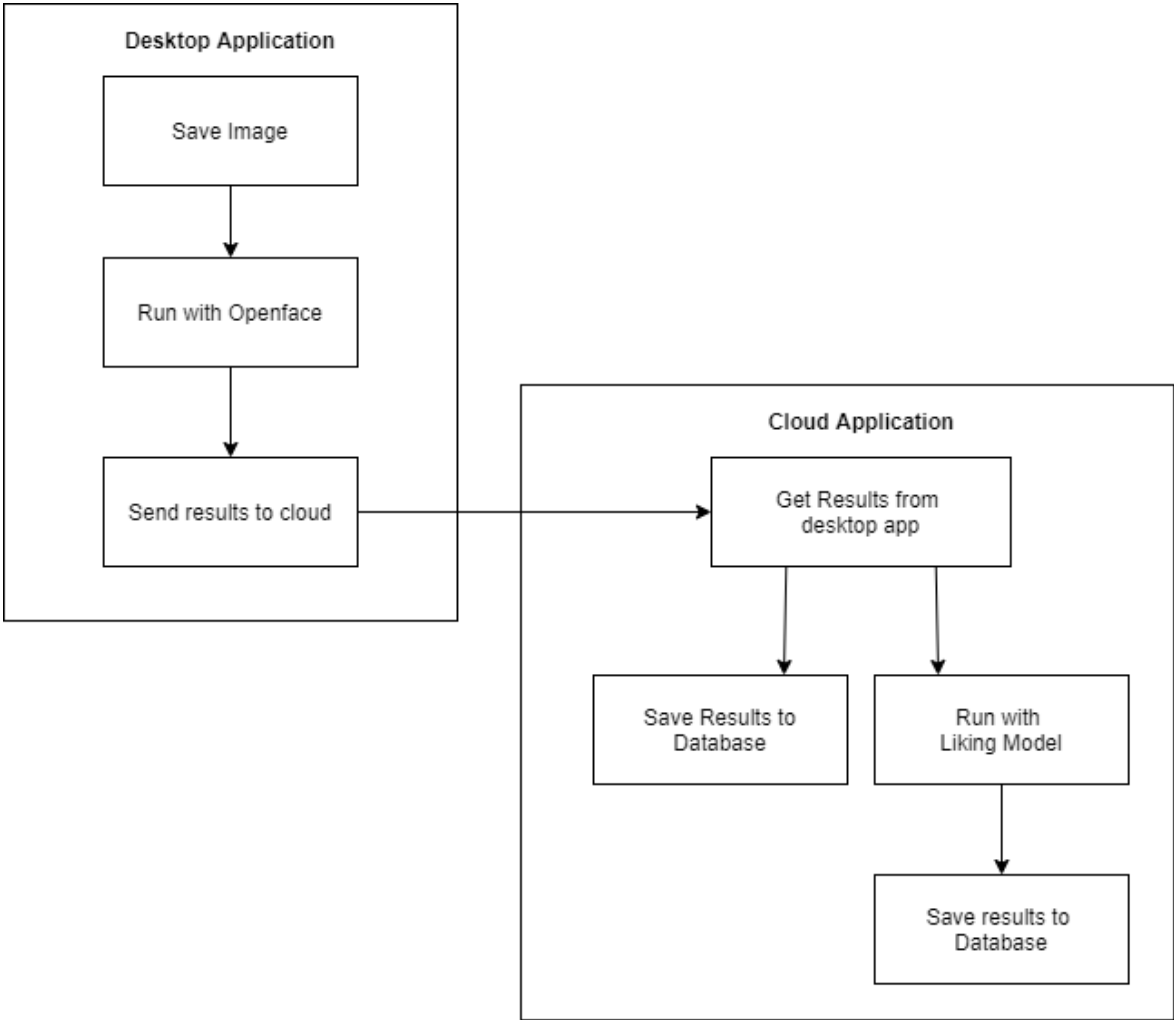 Desktop Application
Save Image
Run with Openface
Send results to cloud
Cloud Application
Get Results from
desktop app
Save Results to
Database
Run with
Liking Model
Save results to
Database